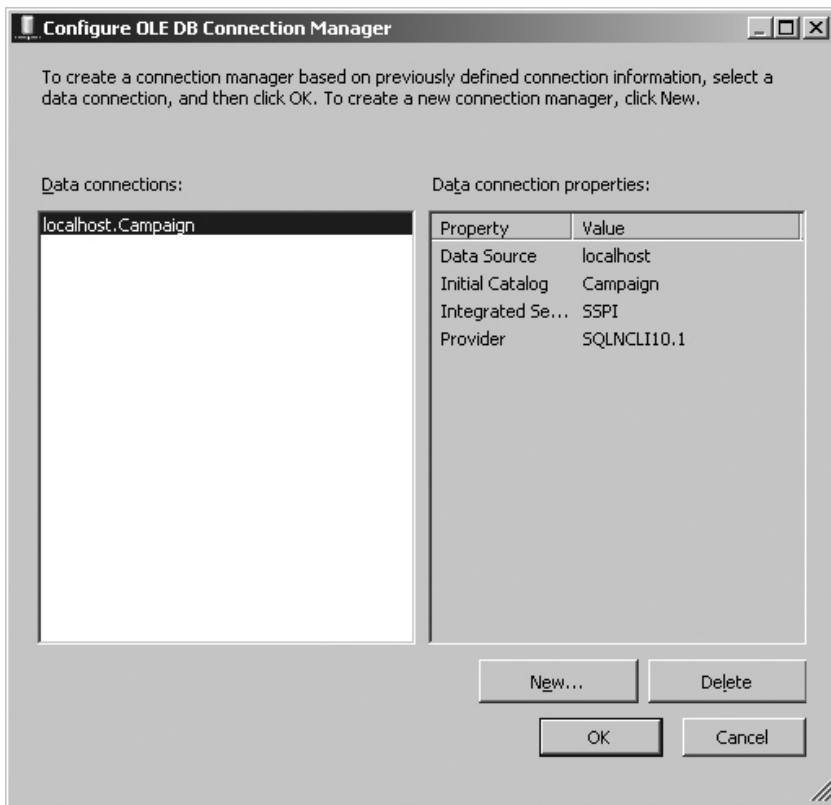 Configure OLE DB Connection Manager
To create a connection manager based on previously defined connection information, select a
data connection, and then click OK. To create a new connection manager, click New.
Data connections:
localhost.Campaign
Data connection properties:
Property Value
Data Source localhost
Initial Catalog Campaign
Integrated Se... SSPI
Provider SQLNCLI10.1
New...
Delete
OK
Cancel